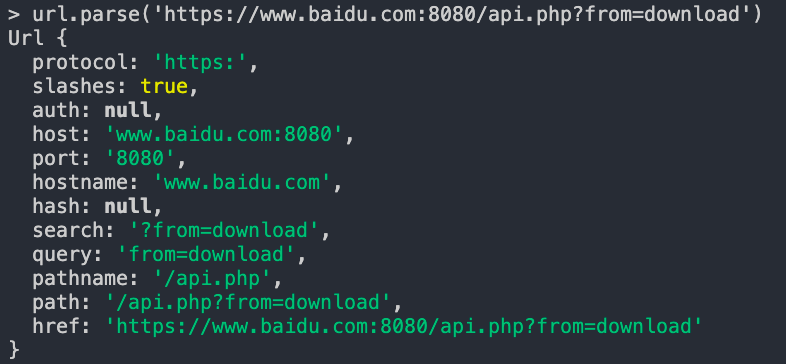 > url.parse('https://www.baidu.com:8080/api.php?from=download')
Url {
  protocol: 'https:',
  slashes: true,
  auth: null,
  host: 'www.baidu.com:8080',
  port: '8080',
  hostname: 'www.baidu.com',
  hash: null,
  search: '?from=download',
  query: 'from=download',
  pathname: '/api.php',
  path: '/api.php?from=download',
  href: 'https://www.baidu.com:8080/api.php?from=download'
}